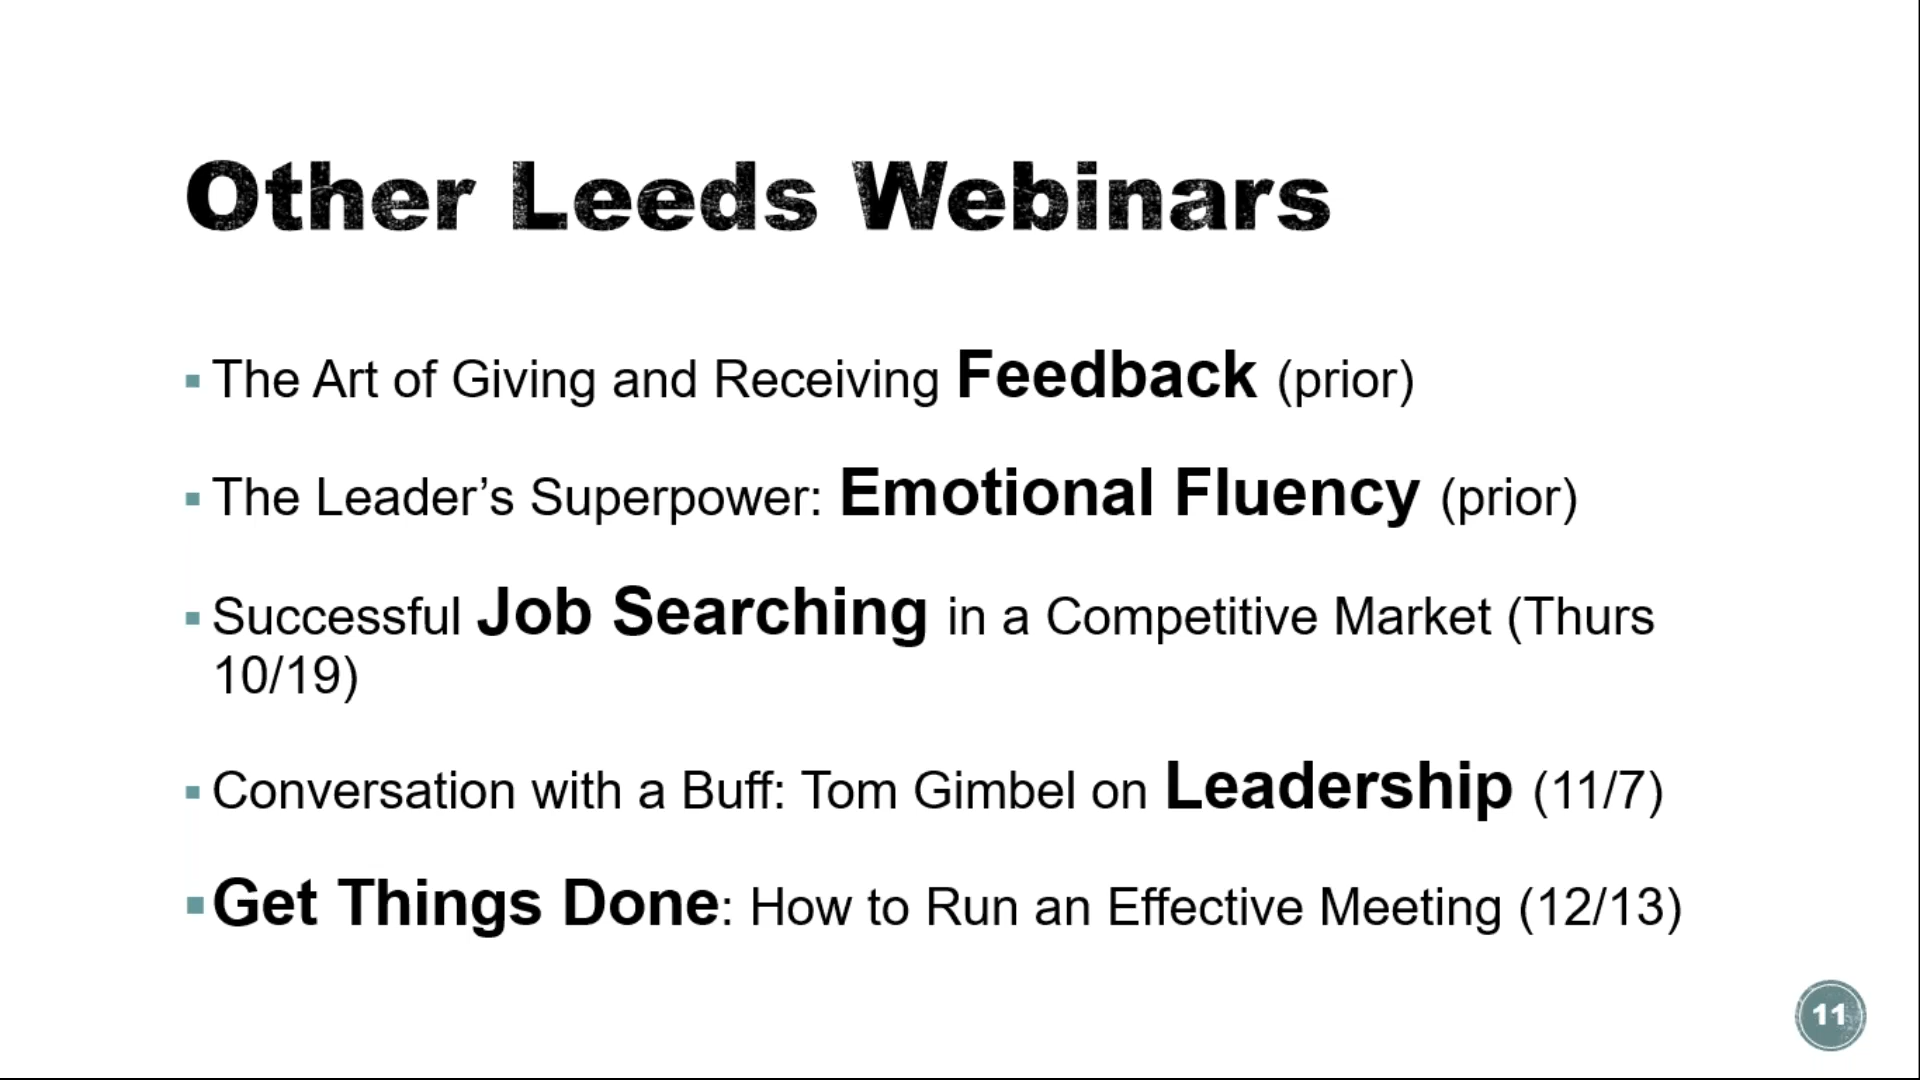 Other Leeds Webinars
The Art of Giving and Receiving Feedback (prior)
The Leader’s Superpower: Emotional Fluency (prior)
Successful Job Searching in a Competitive Market (Thurs
10/19)
Conversation with a Buff: Tom Gimbel on Leadership (11/7)
Get Things Done: How to Run an Effective Meeting (12/13)
11